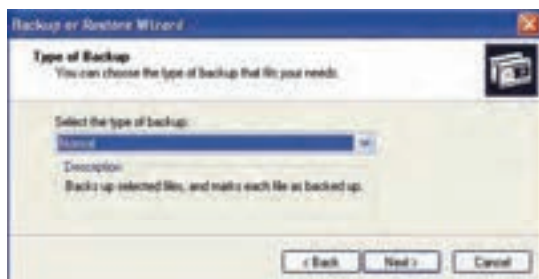 Backup or Restore Wizard
Type of Backup
You can choose the type of backup that fits your needs.
Select the type of backup:
Normal
Description
Backs up selected files, and marks each file as backed up.
< Back
Next >
Cancel